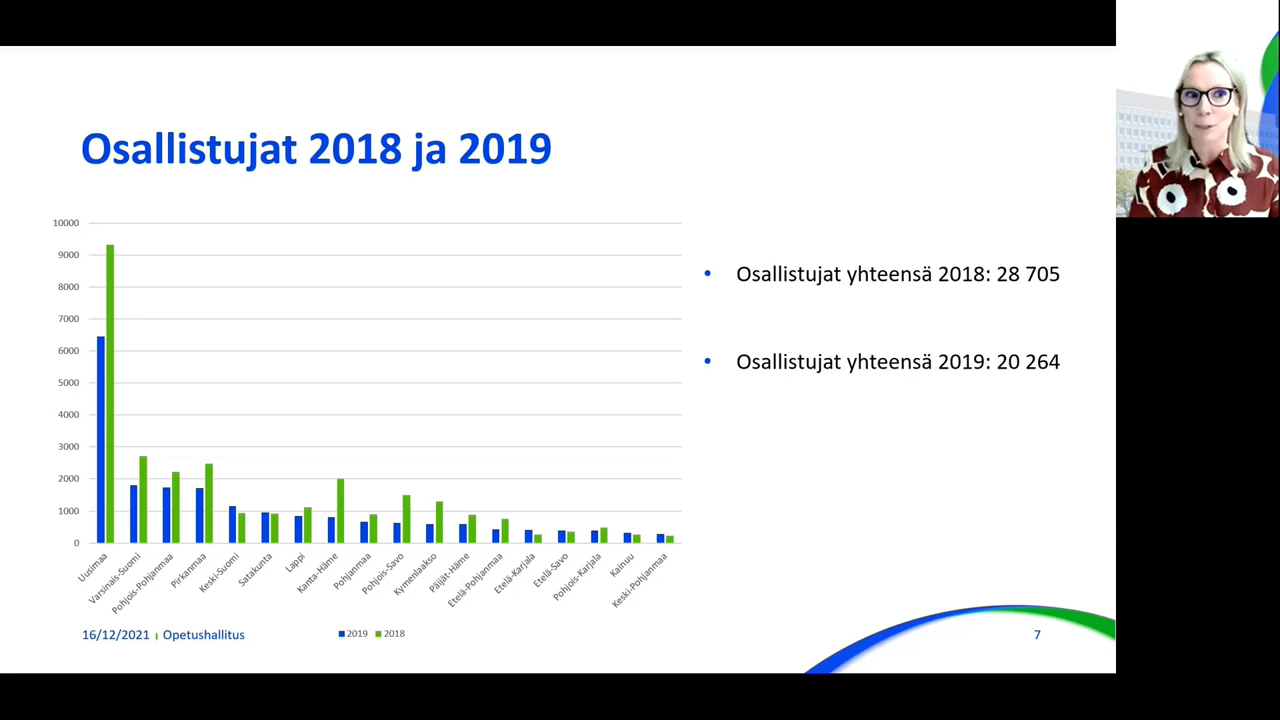 Osallistujat 2018 ja 2019
10000
9000
8000
7000
6000
5000
4000
3000
2000
1000
0
Uusimaa
Varsinais-Suomi
Pohjois-Pohjanmaa
Pirkanmaa
Keski-Suomi
Satakunta
Lappi
Kanta-Häme
Pohjanmaa
Pohjois-Savo
Kymenlaakso
Päijät-Häme
Etelä-Pohjanmaa
Etelä-Karjala
Etelä-Savo
Pohjois-Karjala
Kainuu
Keski-Pohjanmaa
2019 2018
• Osallistujat yhteensä 2018: 28 705
• Osallistujat yhteensä 2019: 20 264
16/12/2021 | Opetushallitus
7